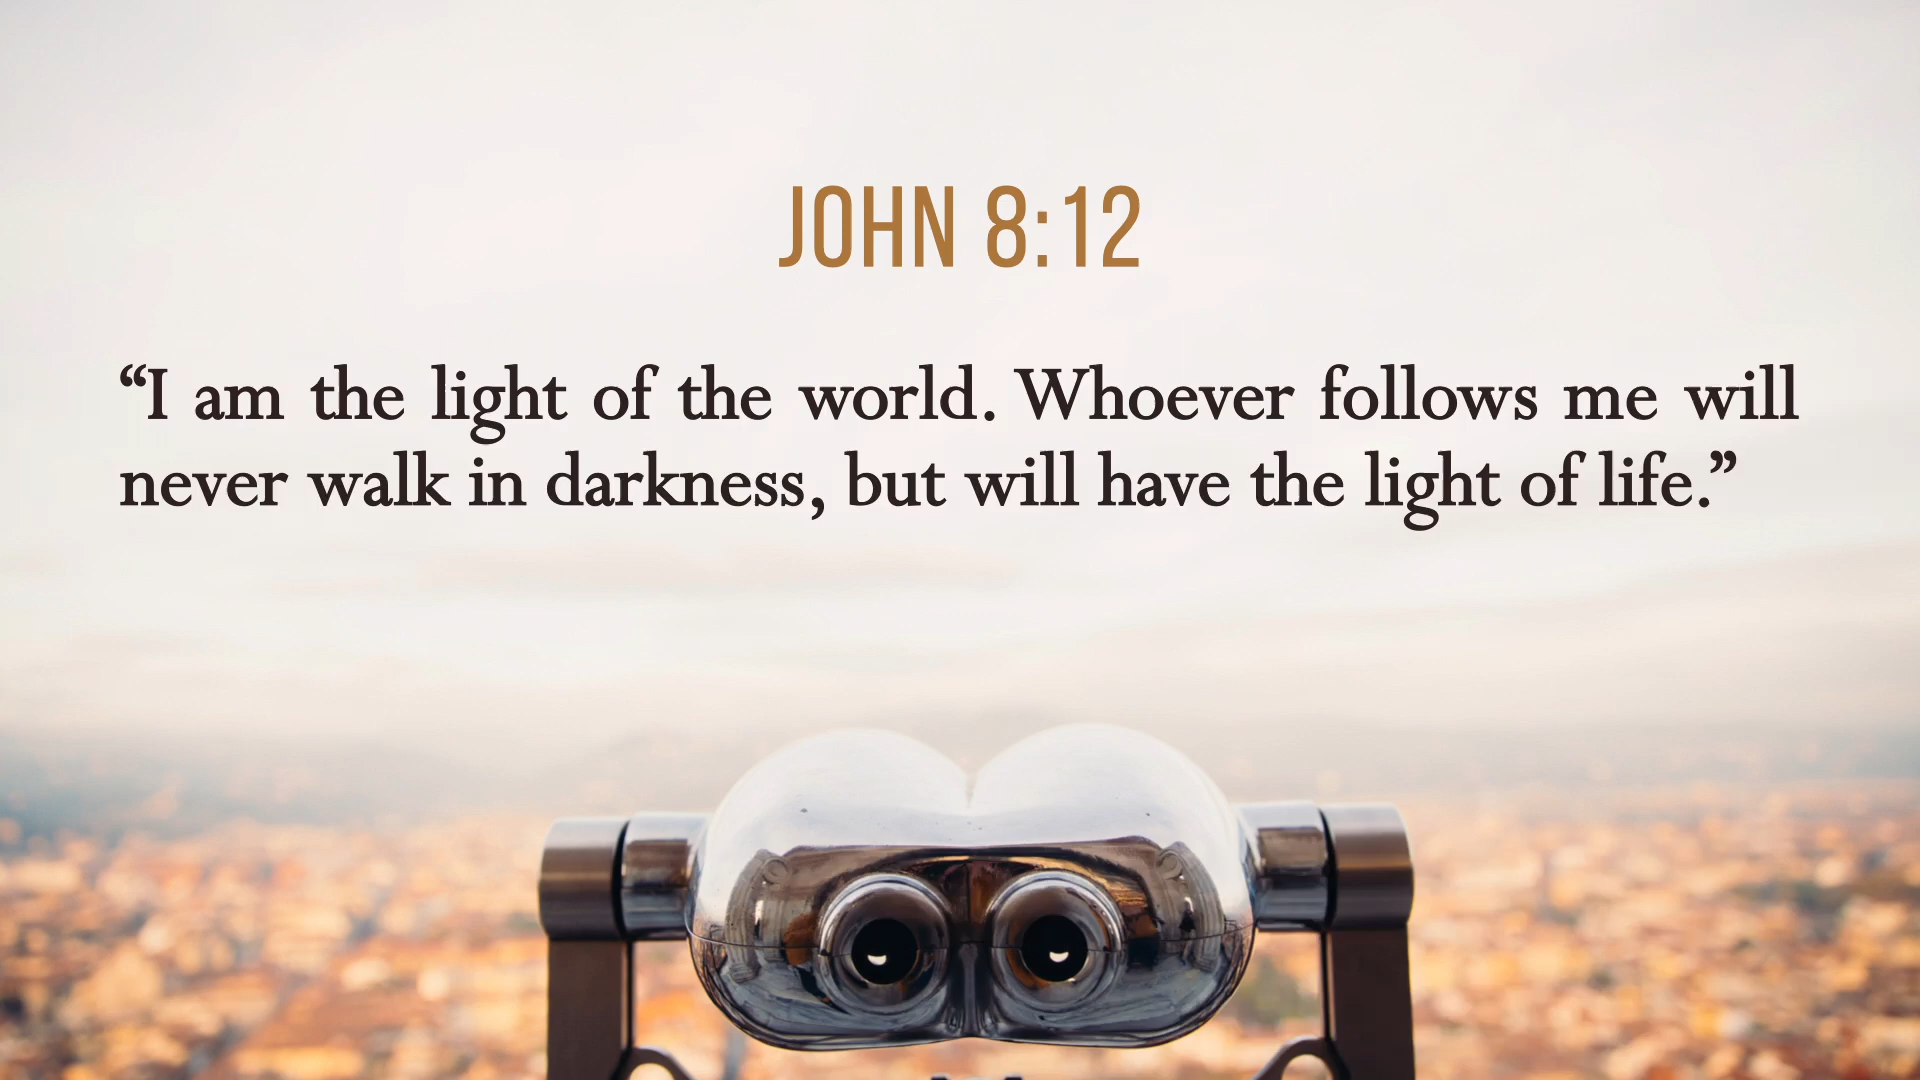 JOHN 8:12
“I am the light of the world. Whoever follows me will
never walk in darkness, but will have the light of life.”